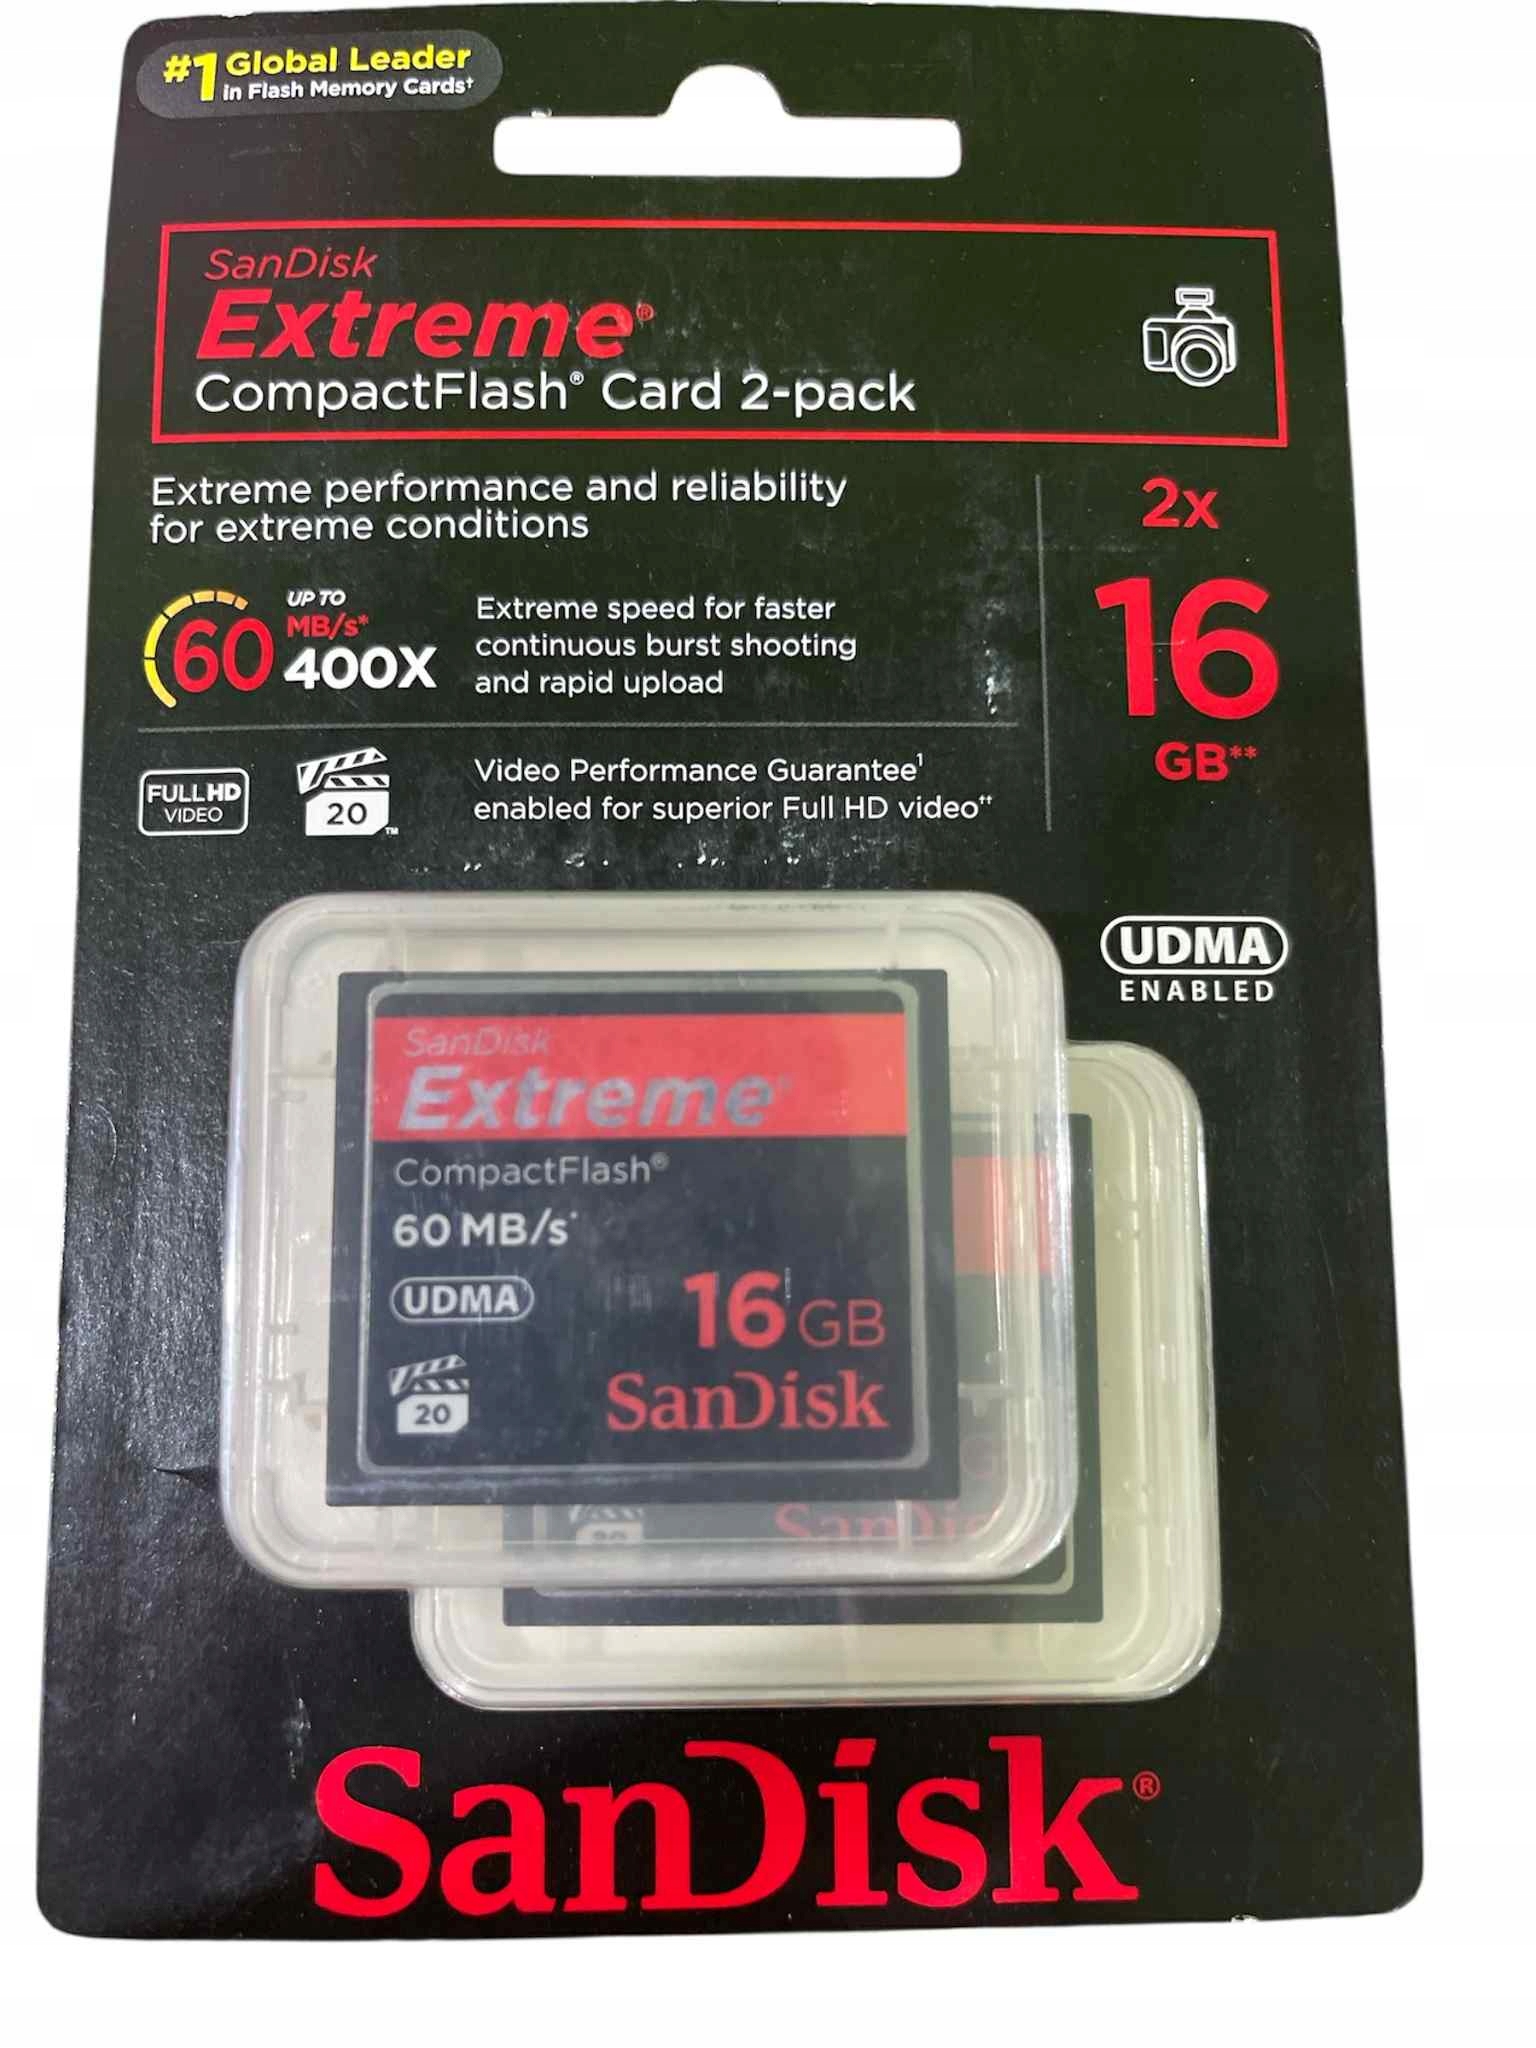 #1 Global Leader
in Flash Memory Cards†
SanDisk
Extreme®
CompactFlash® Card 2-pack
Extreme performance and reliability
for extreme conditions
2x
16
GB**
60 UP TO
MB/s*
400X
Extreme speed for faster
continuous burst shooting
and rapid upload
FULL HD
VIDEO
20™
Video Performance Guarantee¹
enabled for superior Full HD video††
UDMA
ENABLED
SanDisk
Extreme®
CompactFlash®
60 MB/s*
UDMA
16 GB
20
SanDisk
20
SanDisk
SanDisk®